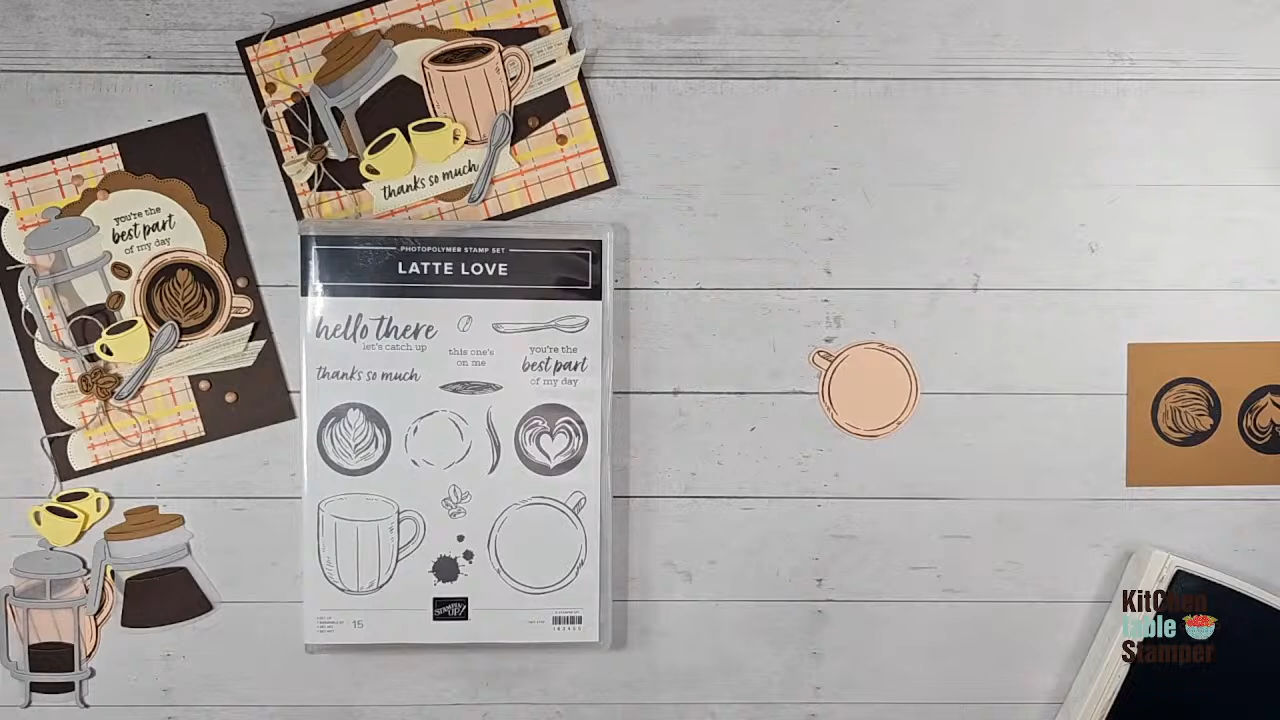 thanks so much
you're the
best part
of my day
PHOTOPOLYMER STAMP SET
LATTE LOVE
hello there
let's catch up
this one's
on me
you're the
best part
of my day
thanks so much
STAMPIN' UP!
15
KitChen
table
Stamper